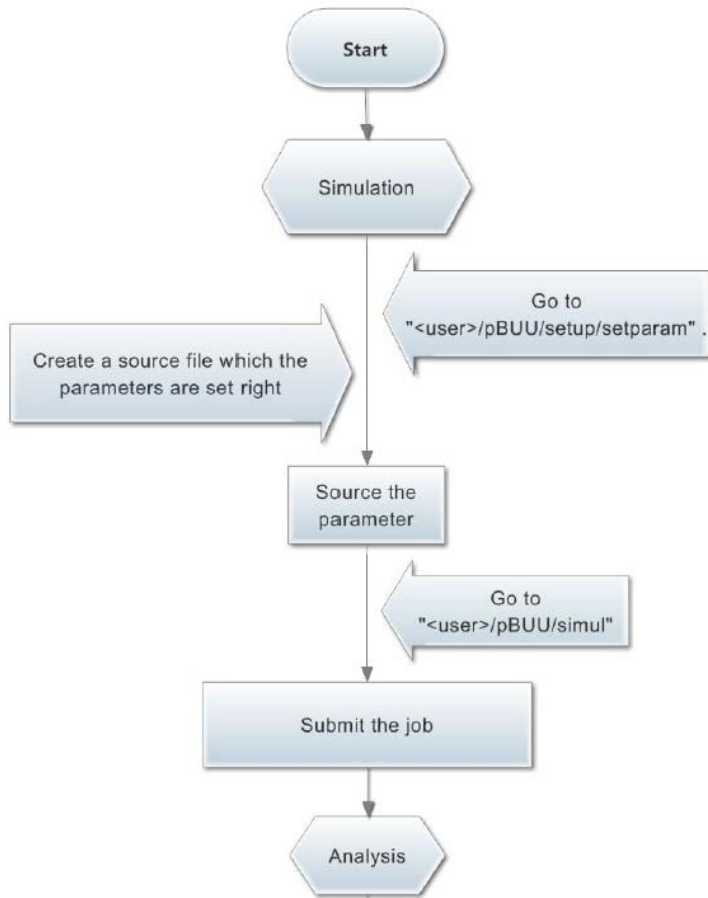 Start
Simulation
Go to
"<user>/pBUU/setup/setparam" .
Create a source file which the
parameters are set right
Source the
parameter
Go to
"<user>/pBUU/simul"
Submit the job
Analysis